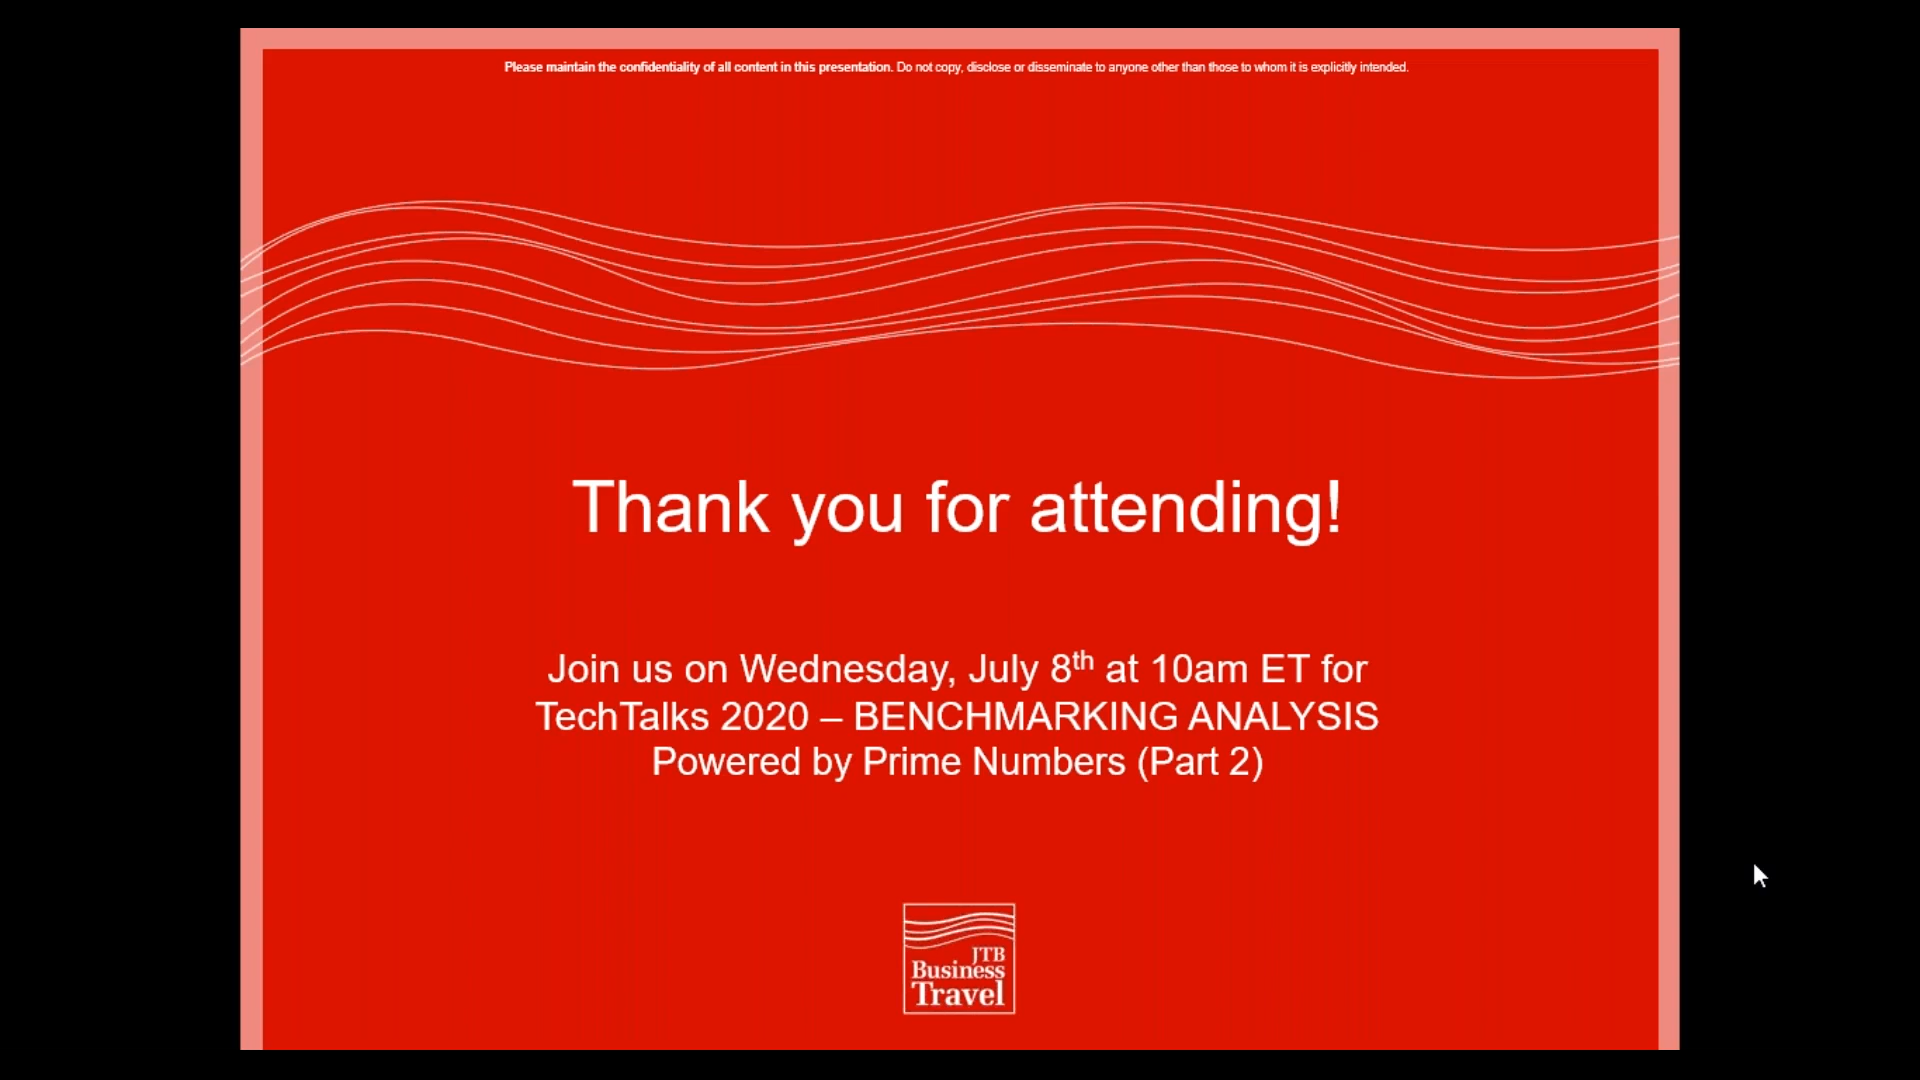 Please maintain the confidentiality of all content in this presentation. Do not copy, disclose or disseminate to anyone other than those to whom it is explicitly intended.
Thank you for attending!
Join us on Wednesday, July 8th at 10am ET for
TechTalks 2020 – BENCHMARKING ANALYSIS
Powered by Prime Numbers (Part 2)
JTB
Business
Travel